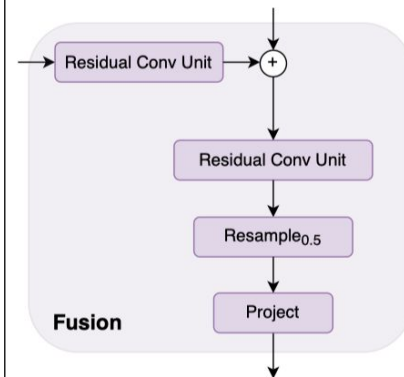 Residual Conv Unit
+
Residual Conv Unit
Resample0.5
Project
Fusion